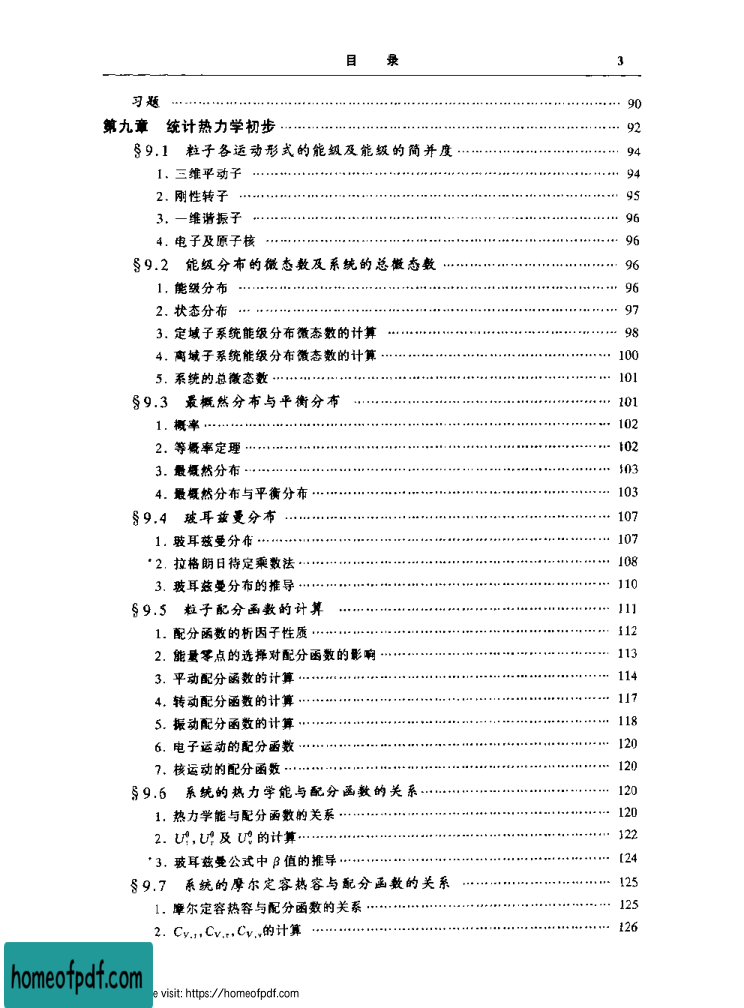 目 录 3
习题 …… 90
第九章 统计热力学初步 …… 92
§9.1 粒子各运动形式的能级及能级的简并度 …… 94
1. 三维平动子 …… 94
2. 刚性转子 …… 95
3. 一维谐振子 …… 96
4. 电子及原子核 …… 96
§9.2 能级分布的微态数及系统的总微态数 …… 96
1. 能级分布 …… 96
2. 状态分布 …… 97
3. 定域子系统能级分布微态数的计算 …… 98
4. 离域子系统能级分布微态数的计算 …… 100
5. 系统的总微态数 …… 101
§9.3 最概然分布与平衡分布 …… 101
1. 概率 …… 102
2. 等概率定理 …… 102
3. 最概然分布 …… 103
4. 最概然分布与平衡分布 …… 103
§9.4 玻耳兹曼分布 …… 107
1. 玻耳兹曼分布 …… 107
*2. 拉格朗日待定乘数法 …… 108
3. 玻耳兹曼分布的推导 …… 110
§9.5 粒子配分函数的计算 …… 111
1. 配分函数的析因子性质 …… 112
2. 能量零点的选择对配分函数的影响 …… 113
3. 平动配分函数的计算 …… 114
4. 转动配分函数的计算 …… 117
5. 振动配分函数的计算 …… 118
6. 电子运动的配分函数 …… 120
7. 核运动的配分函数 …… 120
§9.6 系统的热力学能与配分函数的关系 …… 120
1. 热力学能与配分函数的关系 …… 120
2. Uₜ⁰, Uᵣ⁰ 及 Uᵥ⁰ 的计算 …… 122
*3. 玻耳兹曼公式中 β 值的推导 …… 124
§9.7 系统的摩尔定容热容与配分函数的关系 …… 125
1. 摩尔定容热容与配分函数的关系 …… 125
2. C_V,t, C_V,r, C_V,v的计算 …… 126
homeofpdf.com
e visit: https://homeofpdf.com